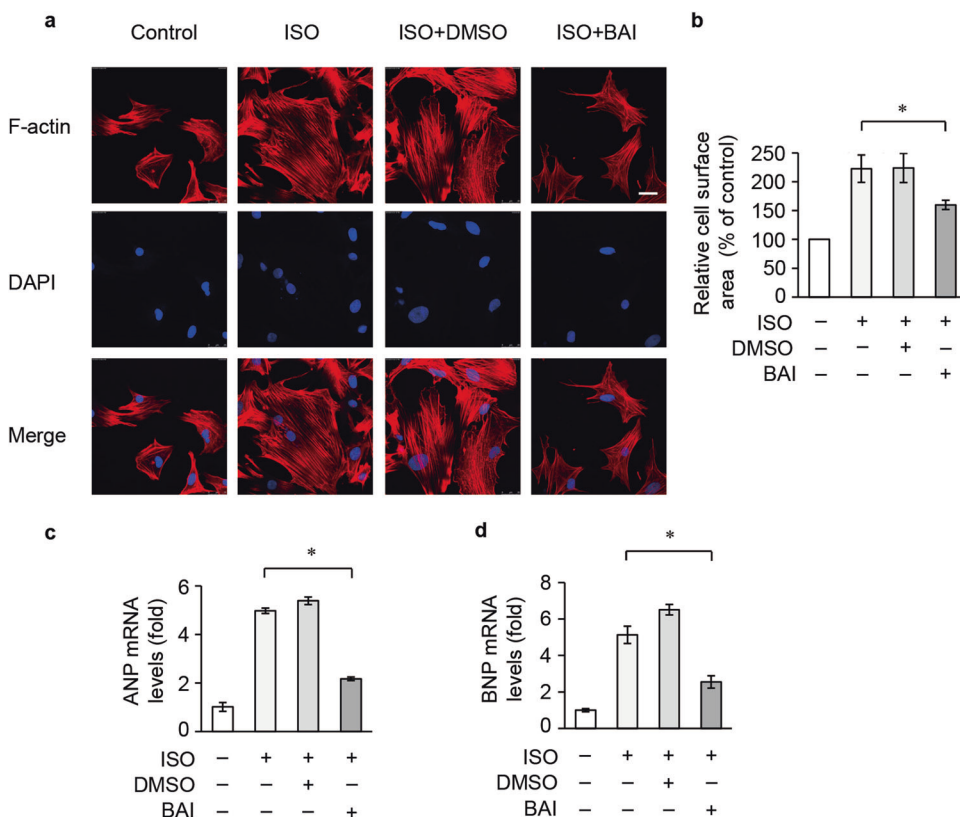 a
Control ISO ISO+DMSO ISO+BAI
F-actin
DAPI
Merge
b
*
Relative cell surface
area (% of control)
250
200
150
100
50
0
ISO – + + +
DMSO – – + –
BAI – – – +
c
*
ANP mRNA
levels (fold)
6
4
2
0
ISO – + + +
DMSO – – + –
BAI – – – +
d
*
BNP mRNA
levels (fold)
8
6
4
2
0
ISO – + + +
DMSO – – + –
BAI – – – +